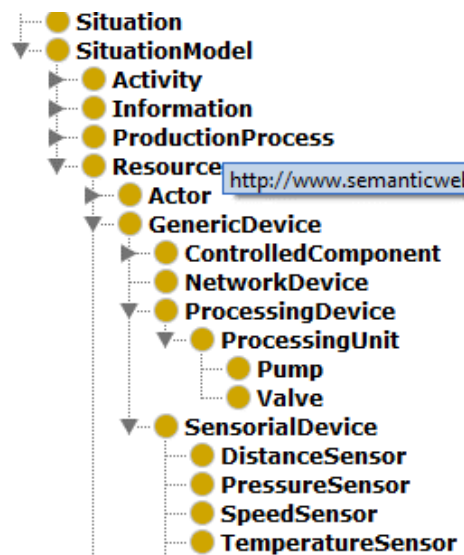 Situation
SituationModel
Activity
Information
ProductionProcess
Resource
http://www.semanticwel
Actor
GenericDevice
ControlledComponent
NetworkDevice
ProcessingDevice
ProcessingUnit
Pump
Valve
SensorialDevice
DistanceSensor
PressureSensor
SpeedSensor
TemperatureSensor